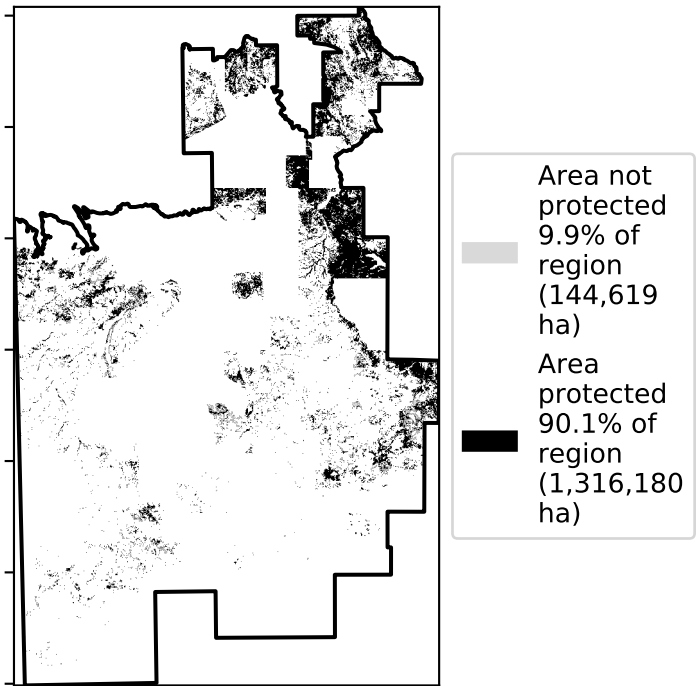 Area not
protected
9.9% of
region
(144,619
ha)
Area
protected
90.1% of
region
(1,316,180
ha)